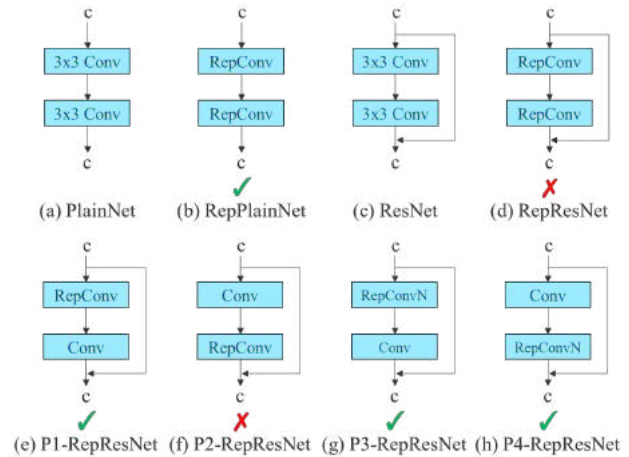 c c c c
3x3 Conv RepConv 3x3 Conv RepConv
3x3 Conv RepConv 3x3 Conv RepConv
c c c c
(a) PlainNet (b) RepPlainNet (c) ResNet (d) RepResNet
c c c c
RepConv Conv RepConvN Conv
Conv RepConv Conv RepConvN
c c c c
(e) P1-RepResNet (f) P2-RepResNet (g) P3-RepResNet (h) P4-RepResNet